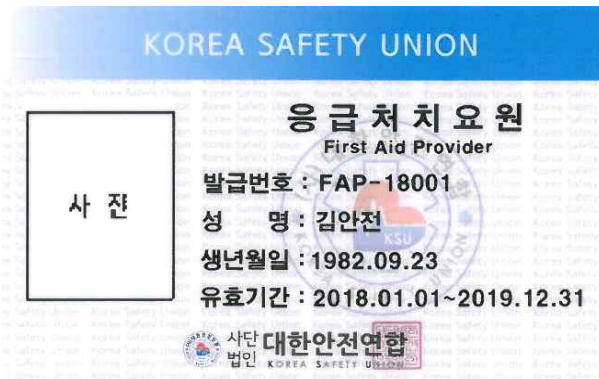 KOREA SAFETY UNION
응급처치요원
First Aid Provider
사 진
발급번호 : FAP-18001
성 명 : 김안전
생년월일 : 1982.09.23
유효기간 : 2018.01.01~2019.12.31
사단
법인 대한안전연합
KOREA SAFETY UNION
KSU